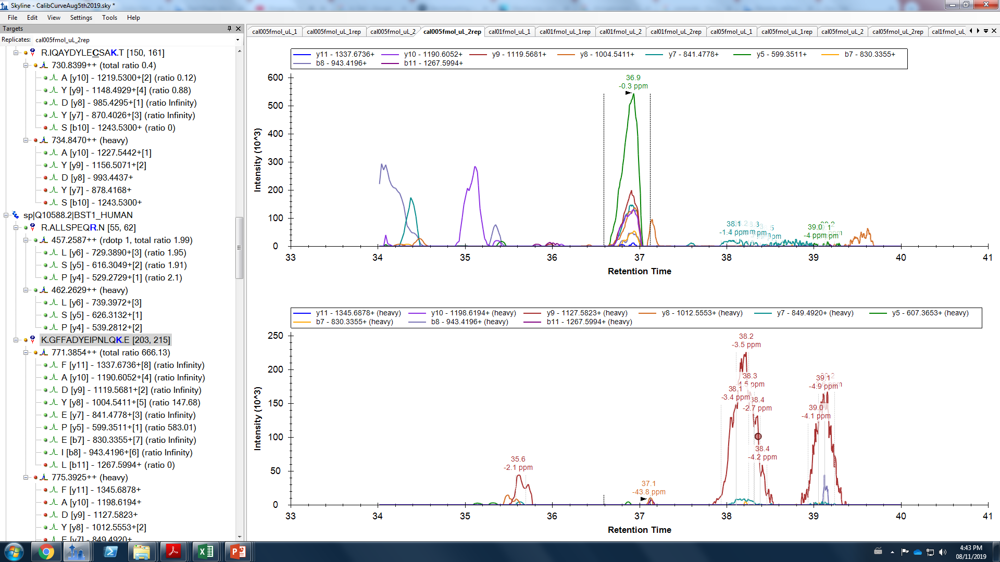 Skyline - CalibCurveAug5th2019.sky *
File Edit View Settings Tools Help
Targets
Replicates: cal005fmol_uL_2rep
R.IQAYDYLECSAK.T [150, 161]
730.8399++ (total ratio 0.4)
A [y10] - 1219.5300+[2] (ratio 0.12)
Y [y9] - 1148.4929+[4] (ratio 0.88)
D [y8] - 985.4295+[1] (ratio Infinity)
Y [y7] - 870.4026+[3] (ratio Infinity)
S [b10] - 1243.5300+ (ratio 0)
734.8470++ (heavy)
A [y10] - 1227.5442+[1]
Y [y9] - 1156.5071+[2]
D [y8] - 993.4437+
Y [y7] - 878.4168+
S [b10] - 1243.5300+
sp|Q10588.2|BST1_HUMAN
R.ALLSPEQR.N [55, 62]
457.2587++ (rdotp 1, total ratio 1.99)
L [y6] - 729.3890+[3] (ratio 1.95)
S [y5] - 616.3049+[2] (ratio 1.91)
P [y4] - 529.2729+[1] (ratio 2.1)
462.2629++ (heavy)
L [y6] - 739.3972+[3]
S [y5] - 626.3132+[1]
P [y4] - 539.2812+[2]
K.GFFADYEIPNLQK.E [203, 215]
771.3854++ (total ratio 666.13)
F [y11] - 1337.6736+[8] (ratio Infinity)
A [y10] - 1190.6052+[4] (ratio Infinity)
D [y9] - 1119.5681+[2] (ratio Infinity)
Y [y8] - 1004.5411+[5] (ratio 147.68)
E [y7] - 841.4778+[3] (ratio Infinity)
P [y5] - 599.3511+[1] (ratio 583.01)
E [b7] - 830.3355+[7] (ratio Infinity)
I [b8] - 943.4196+[6] (ratio Infinity)
L [b11] - 1267.5994+ (ratio 0)
775.3925++ (heavy)
F [y11] - 1345.6878+
A [y10] - 1198.6194+
D [y9] - 1127.5823+
Y [y8] - 1012.5553+[2]
E [y7] - 849.4920+
cal005fmol_uL_1 cal005fmol_uL_1rep cal005fmol_uL_2 cal005fmol_uL_2rep cal01fmol_uL_1 cal01fmol_uL_1rep cal01fmol_uL_2 cal01fmol_uL_2rep cal05fmol_uL_1 cal05fmol_uL_1rep cal05fmol_uL_2 cal05fmol_uL_2rep cal1fmol_uL
y11 - 1337.6736+ y10 - 1190.6052+ y9 - 1119.5681+ y8 - 1004.5411+ y7 - 841.4778+ y5 - 599.3511+ b7 - 830.3355+
b8 - 943.4196+ b11 - 1267.5994+
Intensity (10^3)
600
500
400
300
200
100
0
36.9
-0.3 ppm
38.1
-1.4 ppm
39.0
-4 ppm
33 34 35 36 37 38 39 40 41
Retention Time
y11 - 1345.6878+ (heavy) y10 - 1198.6194+ (heavy) y9 - 1127.5823+ (heavy) y8 - 1012.5553+ (heavy) y7 - 849.4920+ (heavy) y5 - 607.3653+ (heavy)
b7 - 830.3355+ (heavy) b8 - 943.4196+ (heavy) b11 - 1267.5994+ (heavy)
Intensity (10^3)
250
200
150
100
50
0
35.6
-2.1 ppm
37.1
-43.8 ppm
38.2
-3.5 ppm
38.3
38.1
-3.4 ppm
38.4
-2.7 ppm
38.4
-4.2 ppm
39.1
-4.9 ppm
39.0
-4.1 ppm
33 34 35 36 37 38 39 40 41
Retention Time
4:43 PM
08/11/2019